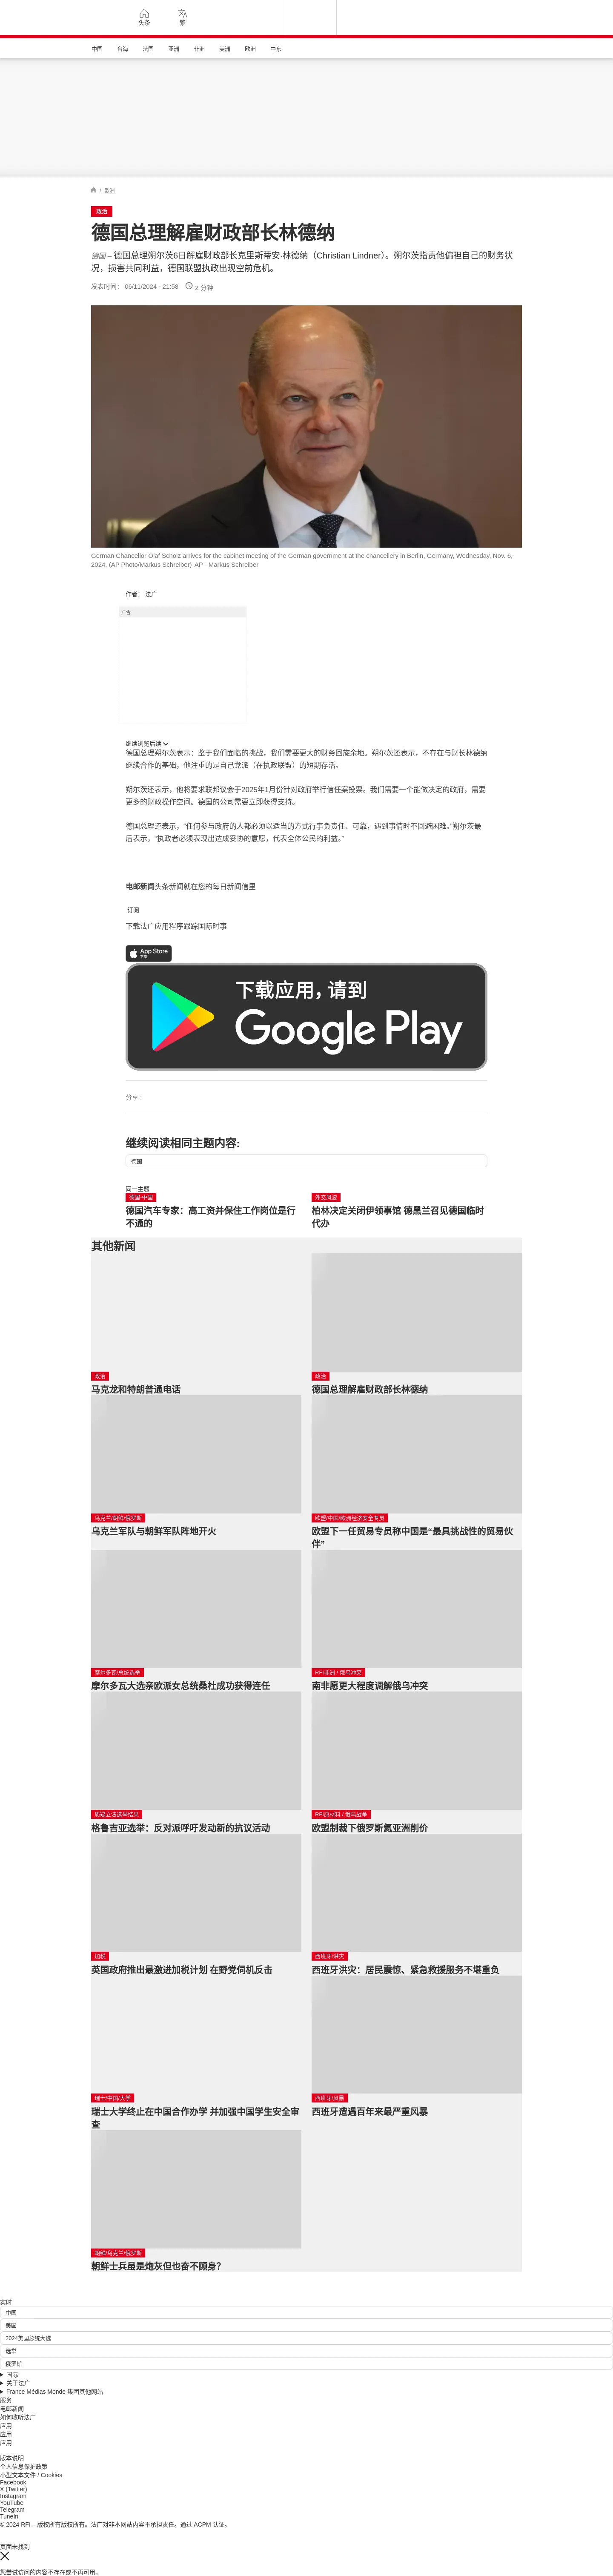 头条
繁
中国
台海
法国
亚洲
非洲
美洲
欧洲
中东
/ 欧洲
政治
德国总理解雇财政部长林德纳
德国 – 德国总理朔尔茨6日解雇财政部长克里斯蒂安·林德纳（Christian Lindner）。朔尔茨指责他偏袒自己的财务状
况，损害共同利益，德国联盟执政出现空前危机。
发表时间： 06/11/2024 - 21:58
2 分钟
German Chancellor Olaf Scholz arrives for the cabinet meeting of the German government at the chancellery in Berlin, Germany, Wednesday, Nov. 6,
2024. (AP Photo/Markus Schreiber) AP - Markus Schreiber
作者： 法广
广告
继续浏览后续
德国总理朔尔茨表示：鉴于我们面临的挑战，我们需要更大的财务回旋余地。朔尔茨还表示，不存在与财长林德纳
继续合作的基础，他注重的是自己党派（在执政联盟）的短期存活。
朔尔茨还表示，他将要求联邦议会于2025年1月份针对政府举行信任案投票。我们需要一个能做决定的政府，需要
更多的财政操作空间。德国的公司需要立即获得支持。
德国总理还表示，“任何参与政府的人都必须以适当的方式行事负责任、可靠，遇到事情时不回避困难。”朔尔茨最
后表示，“执政者必须表现出达成妥协的意愿，代表全体公民的利益。”
电邮新闻头条新闻就在您的每日新闻信里
订阅
下载法广应用程序跟踪国际时事
App Store
下载
下载应用，请到
Google Play
分享 :
继续阅读相同主题内容:
德国
同一主题
德国-中国
德国汽车专家：高工资并保住工作岗位是行
不通的
外交风波
柏林决定关闭伊领事馆 德黑兰召见德国临时
代办
其他新闻
政治
马克龙和特朗普通电话
政治
德国总理解雇财政部长林德纳
乌克兰/朝鲜/俄罗斯
乌克兰军队与朝鲜军队阵地开火
欧盟/中国/欧洲经济安全专员
欧盟下一任贸易专员称中国是“最具挑战性的贸易伙
伴”
摩尔多瓦/总统选举
摩尔多瓦大选亲欧派女总统桑杜成功获得连任
RFI非洲 / 俄乌冲突
南非愿更大程度调解俄乌冲突
质疑立法选举结果
格鲁吉亚选举：反对派呼吁发动新的抗议活动
RFI原材料 / 俄乌战争
欧盟制裁下俄罗斯氦亚洲削价
加税
英国政府推出最激进加税计划 在野党伺机反击
西班牙/洪灾
西班牙洪灾：居民震惊、紧急救援服务不堪重负
瑞士/中国/大学
瑞士大学终止在中国合作办学 并加强中国学生安全审
查
西班牙/风暴
西班牙遭遇百年来最严重风暴
朝鲜/乌克兰/俄罗斯
朝鲜士兵虽是炮灰但也奋不顾身？
实时
中国
美国
2024美国总统大选
选举
俄罗斯
国际
关于法广
France Médias Monde 集团其他网站
服务
电邮新闻
如何收听法广
应用
应用
应用
版本说明
个人信息保护政策
小型文本文件 / Cookies
Facebook
X (Twitter)
Instagram
YouTube
Telegram
TuneIn
© 2024 RFI – 版权所有版权所有。法广对非本网站内容不承担责任。通过 ACPM 认证。
页面未找到
您尝试访问的内容不存在或不再可用。